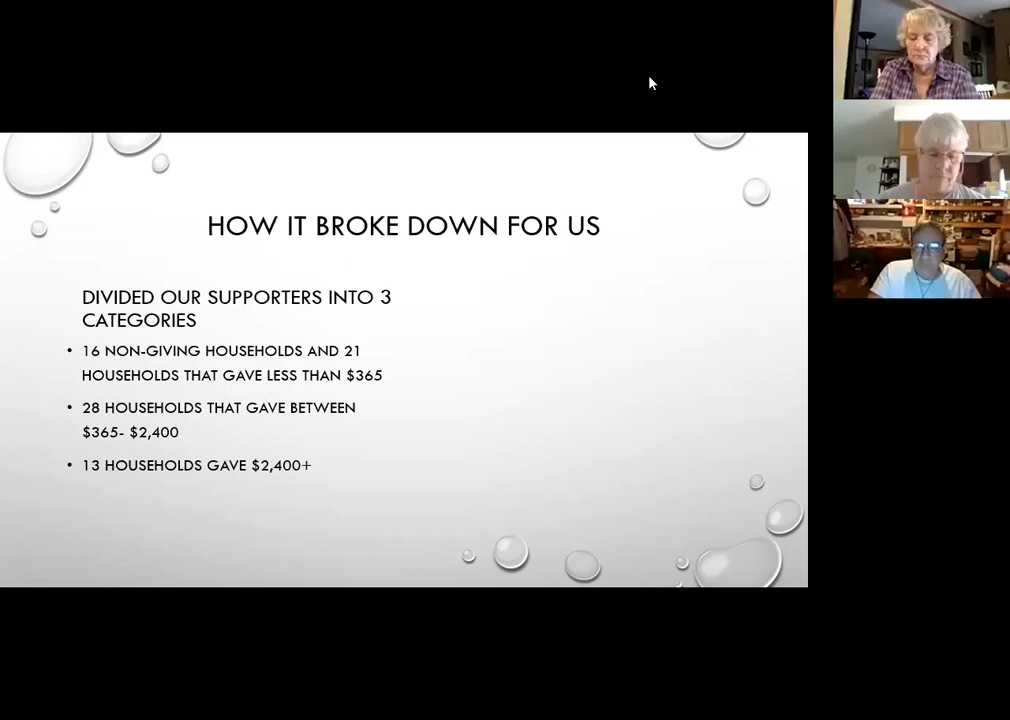 HOW IT BROKE DOWN FOR US
DIVIDED OUR SUPPORTERS INTO 3
CATEGORIES
• 16 NON-GIVING HOUSEHOLDS AND 21
HOUSEHOLDS THAT GAVE LESS THAN $365
• 28 HOUSEHOLDS THAT GAVE BETWEEN
$365- $2,400
• 13 HOUSEHOLDS GAVE $2,400+